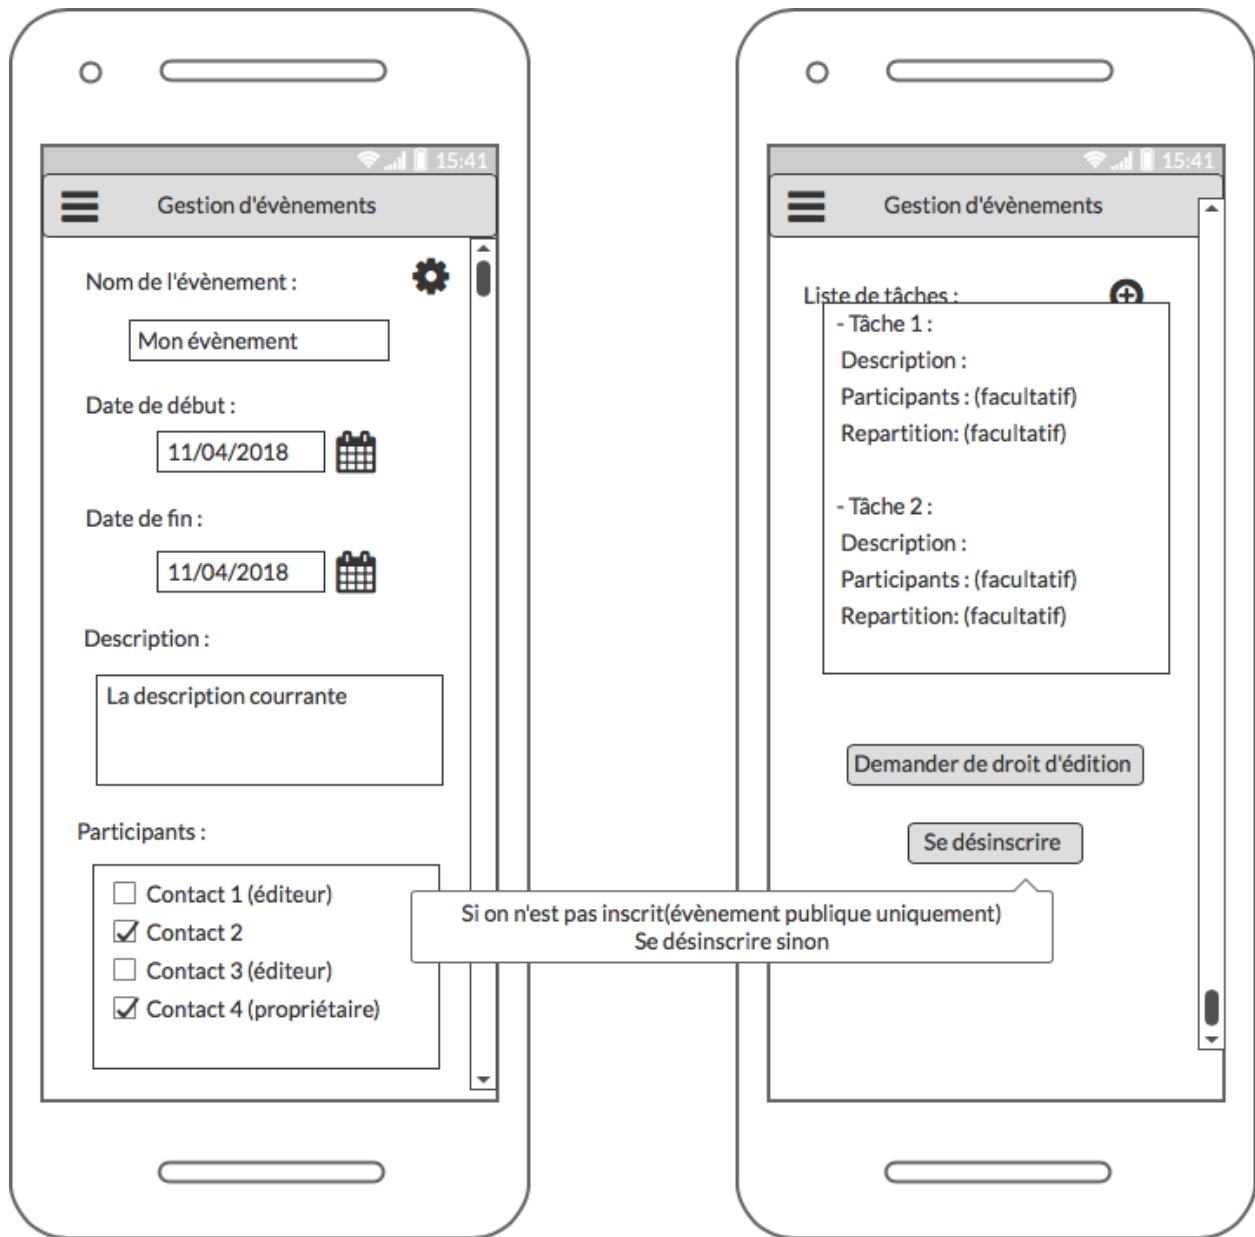 15:41
Gestion d'évènements
Nom de l'évènement :
Mon évènement
Date de début :
11/04/2018
Date de fin :
11/04/2018
Description :
La description courrante
Participants :
Contact 1 (éditeur)
Contact 2
Contact 3 (éditeur)
Contact 4 (propriétaire)
15:41
Gestion d'évènements
Liste de tâches :
- Tâche 1 :
Description :
Participants : (facultatif)
Repartition: (facultatif)
- Tâche 2 :
Description :
Participants : (facultatif)
Repartition: (facultatif)
Demander de droit d'édition
Se désinscrire
Si on n'est pas inscrit(évènement publique uniquement)
Se désinscrire sinon